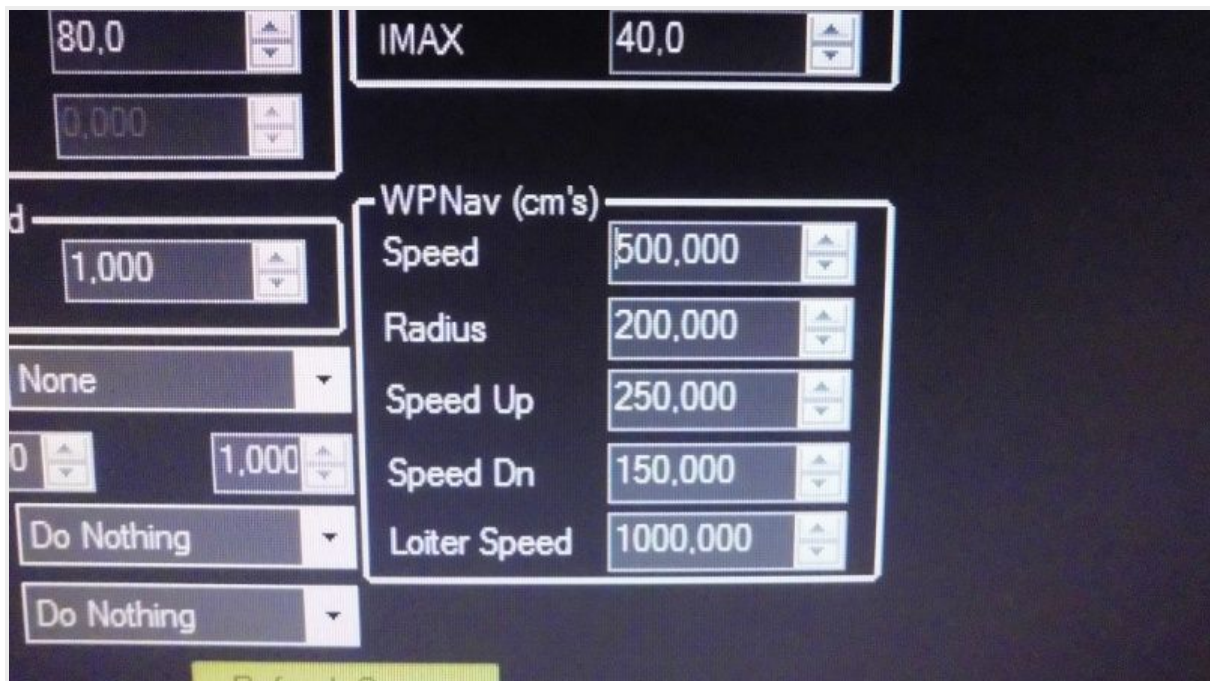 80,0
IMAX 40,0
0,000
WPNav (cm's)
d
Speed 500,000
1,000
Radius 200,000
None
Speed Up 250,000
0 1,000
Speed Dn 150,000
Do Nothing
Loiter Speed 1000,000
Do Nothing